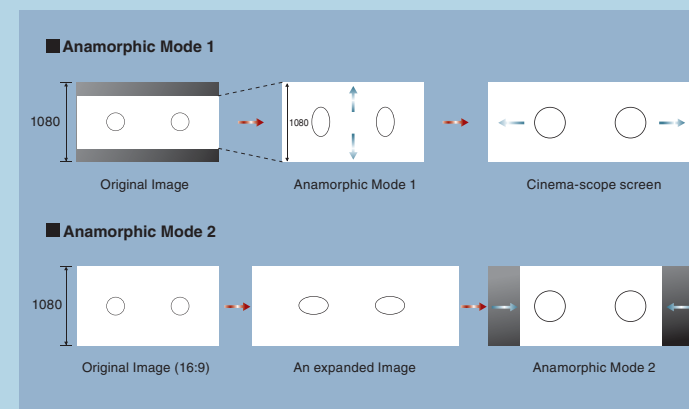 Anamorphic Mode 1
1080
1080
Original Image
Anamorphic Mode 1
Cinema-scope screen
Anamorphic Mode 2
1080
Original Image (16:9)
An expanded Image
Anamorphic Mode 2